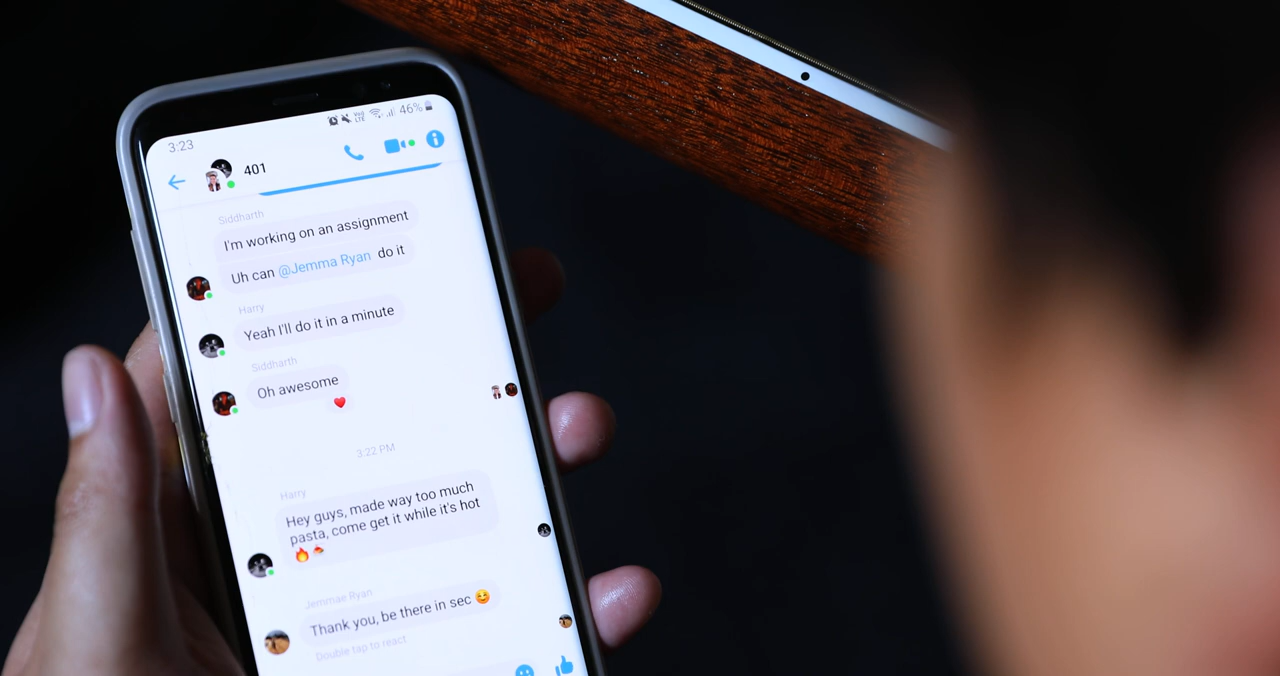 3:23
Vo) LTE 46%
401
Siddharth
I'm working on an assignment
Uh can @Jemma Ryan do it
Harry
Yeah I'll do it in a minute
Siddharth
Oh awesome
❤️
3:22 PM
Harry
Hey guys, made way too much
pasta, come get it while it's hot
🔥🍝
Jemmae Ryan
Thank you, be there in sec 😊
Double tap to react